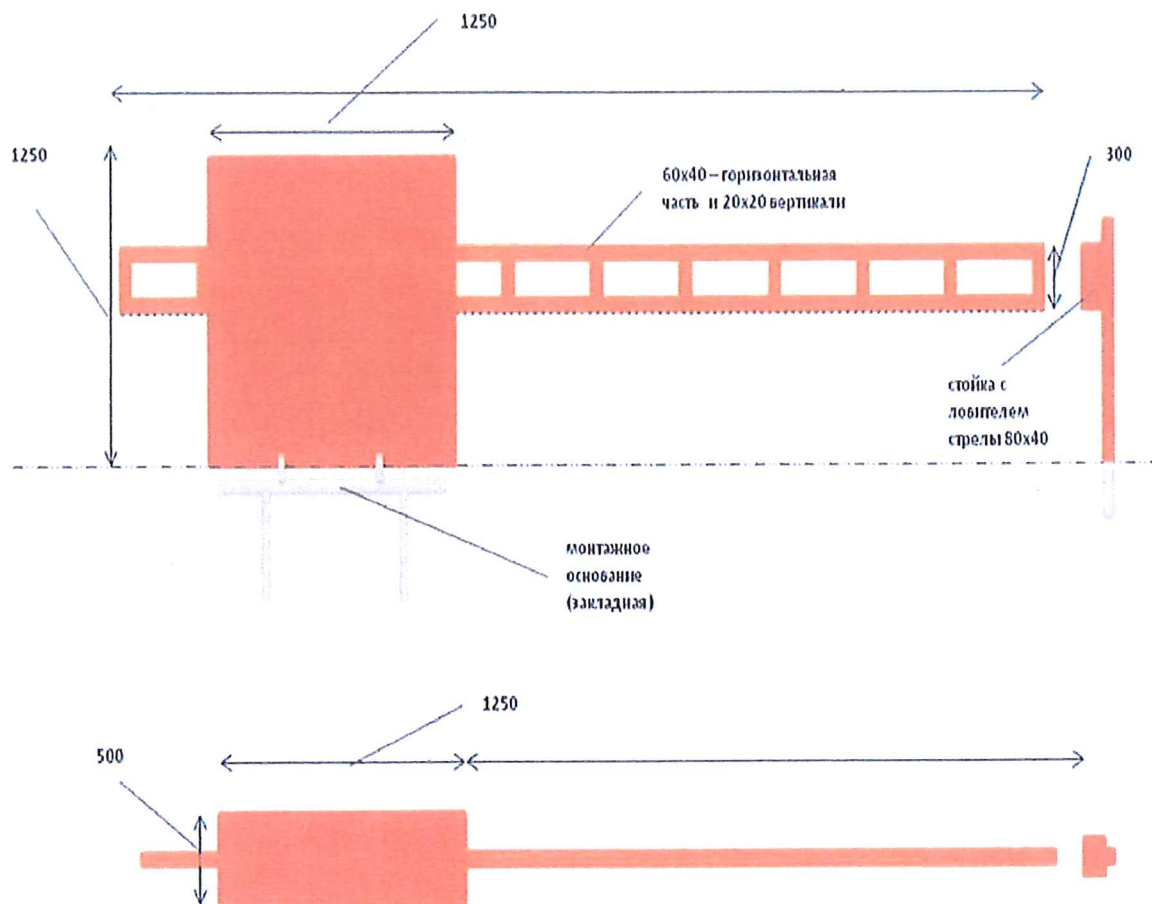 1250
1250
300
60х40 – горизонтальная
часть и 20х20 вертикали
стойка с
ловителем
стрелы 80х40
монтажное
основание
(закладная)
1250
500